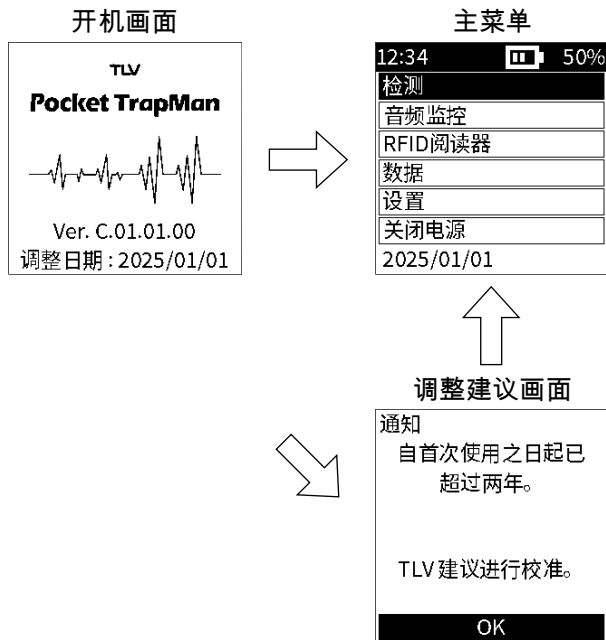 开机画面
TLV
Pocket TrapMan
Ver. C.01.01.00
调整日期 : 2025/01/01
主菜单
12:34 50%
检测
音频监控
RFID阅读器
数据
设置
关闭电源
2025/01/01
调整建议画面
通知
自首次使用之日起已
超过两年。
TLV 建议进行校准。
OK